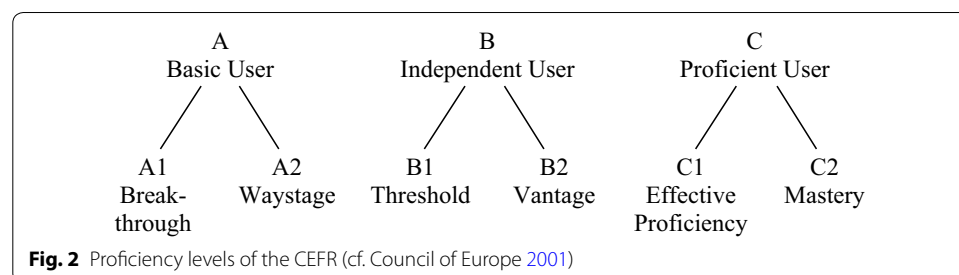 A B C
Basic User Independent User Proficient User
A1 A2 B1 B2 C1 C2
Break- Waystage Threshold Vantage Effective Mastery
through Proficiency
Fig. 2 Proficiency levels of the CEFR (cf. Council of Europe 2001)